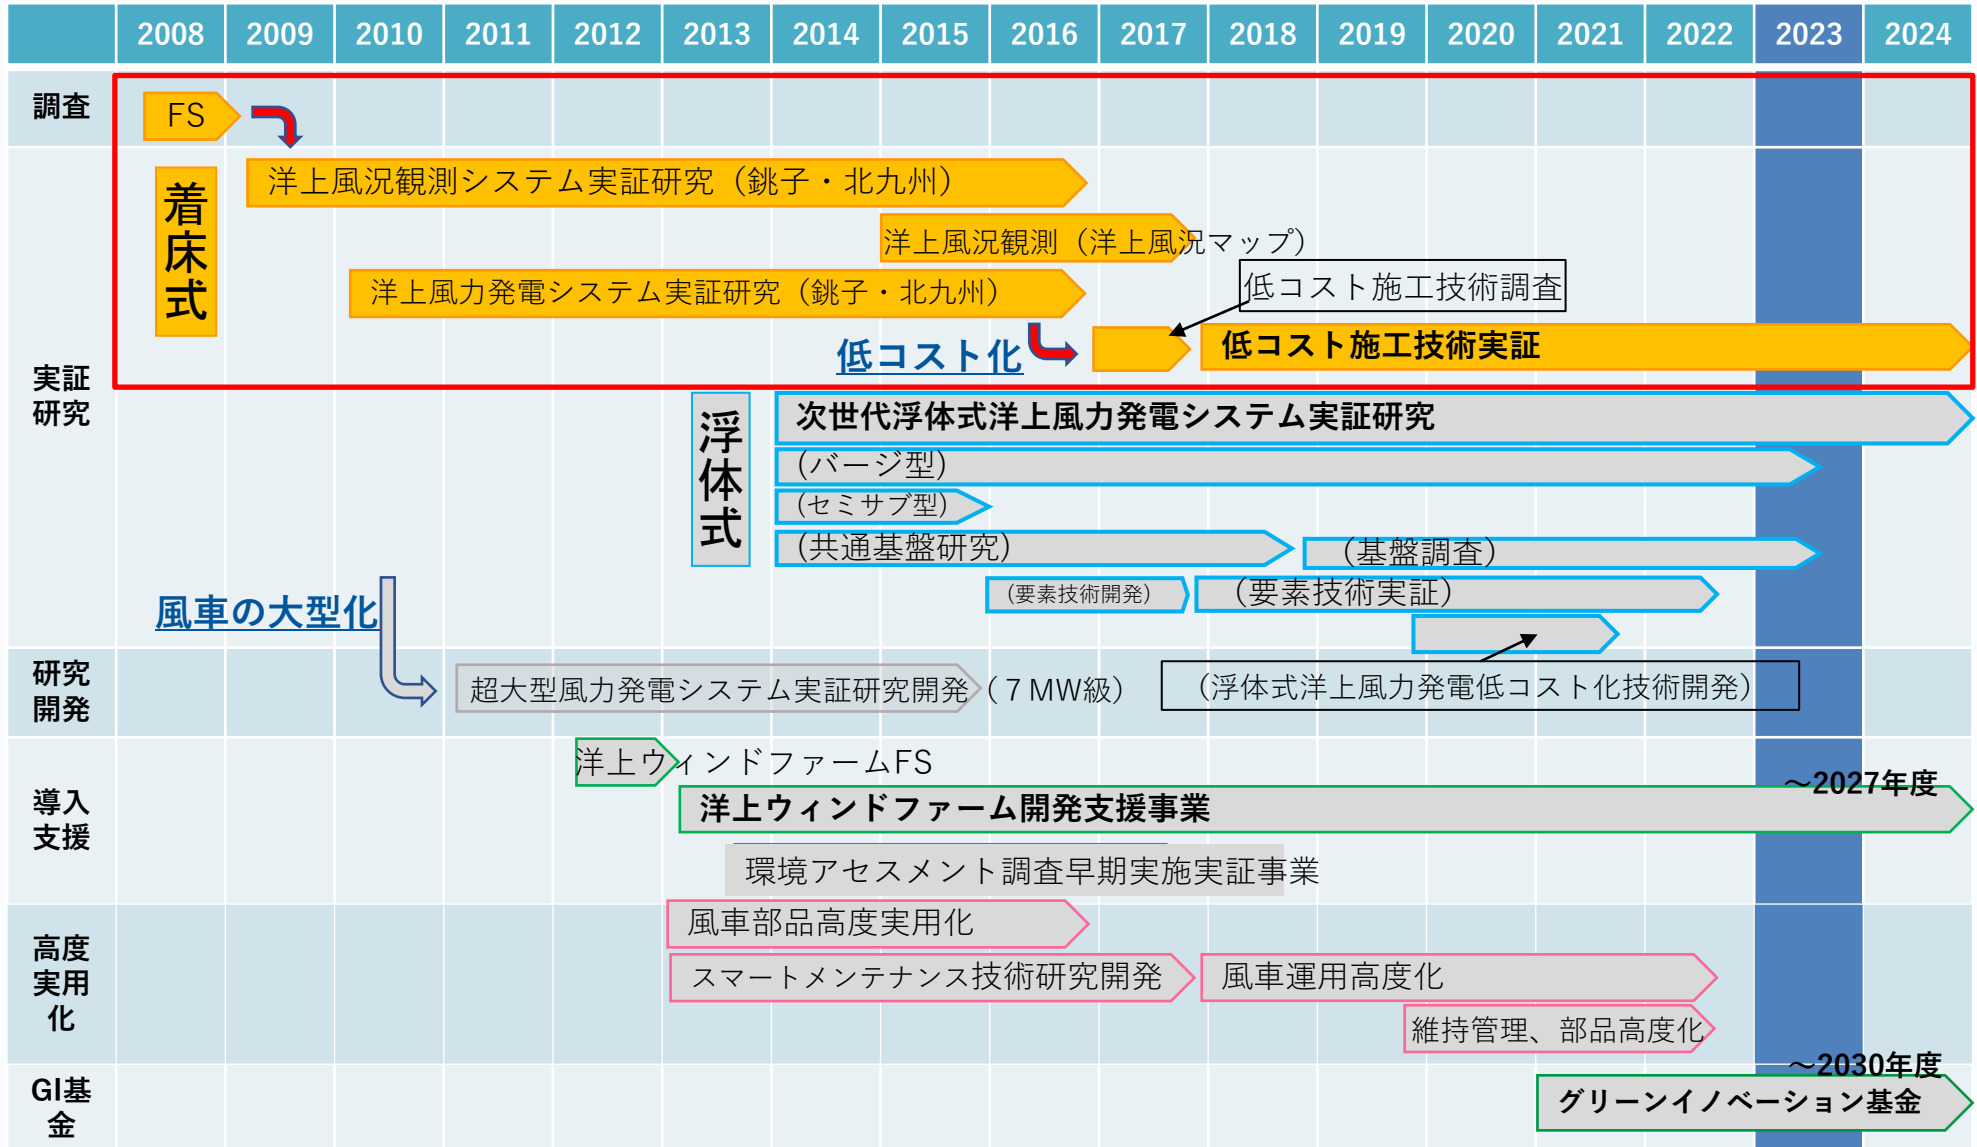 2008 2009 2010 2011 2012 2013 2014 2015 2016 2017 2018 2019 2020 2021 2022 2023 2024
調査
FS
実証
研究
着床式
洋上風況観測システム実証研究（銚子・北九州）
洋上風況観測（洋上風況マップ）
洋上風力発電システム実証研究（銚子・北九州）
低コスト施工技術調査
低コスト化
低コスト施工技術実証
浮体式
次世代浮体式洋上風力発電システム実証研究
（バージ型）
（セミサブ型）
（共通基盤研究）
（基盤調査）
（要素技術開発）
（要素技術実証）
風車の大型化
研究
開発
超大型風力発電システム実証研究開発（７MW級）
（浮体式洋上風力発電低コスト化技術開発）
導入
支援
洋上ウィンドファームFS
～2027年度
洋上ウィンドファーム開発支援事業
環境アセスメント調査早期実施実証事業
高度
実用
化
風車部品高度実用化
スマートメンテナンス技術研究開発
風車運用高度化
維持管理、部品高度化
GI基
金
～2030年度
グリーンイノベーション基金